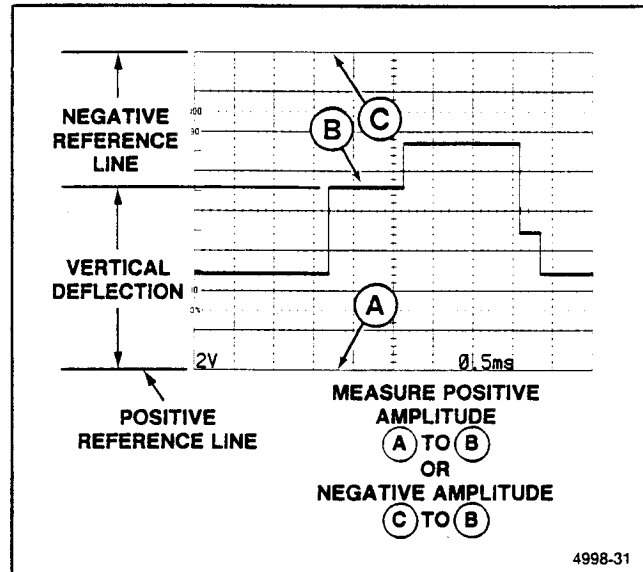 NEGATIVE
REFERENCE
LINE
B
C
90
VERTICAL
DEFLECTION
A
2V
0.5ms
POSITIVE
REFERENCE LINE
MEASURE POSITIVE
AMPLITUDE
A TO B
OR
NEGATIVE AMPLITUDE
C TO B
4998-31